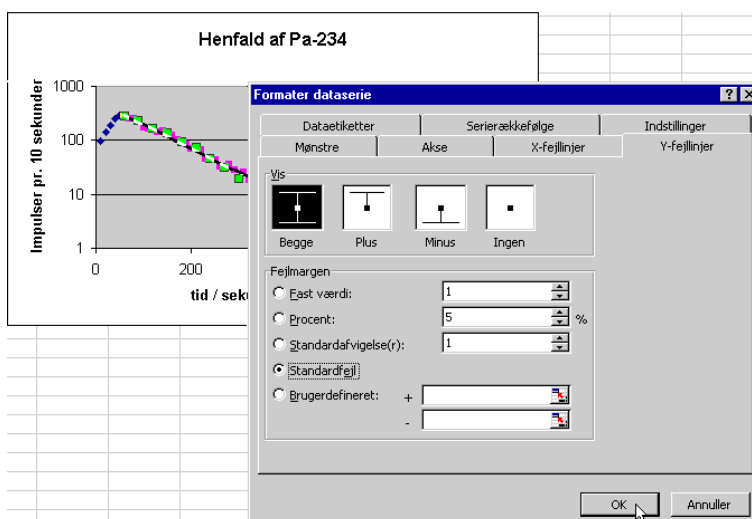 Henfald af Pa-234
Impulser pr. 10 sekunder
1000
100
10
1
0
200
Formater dataserie
Dataetiketter
Serierækkefølge
Indstillinger
Mønstre
Akse
X-fejllinjer
Y-fejllinjer
Vis
Begge
Plus
Minus
Ingen
Fejlmargen
Fast værdi:
1
Procent:
5
%
Standardafvigelse(r):
1
Standardfejl
Brugerdefineret:
+
-
OK
Annuller
tid / seku